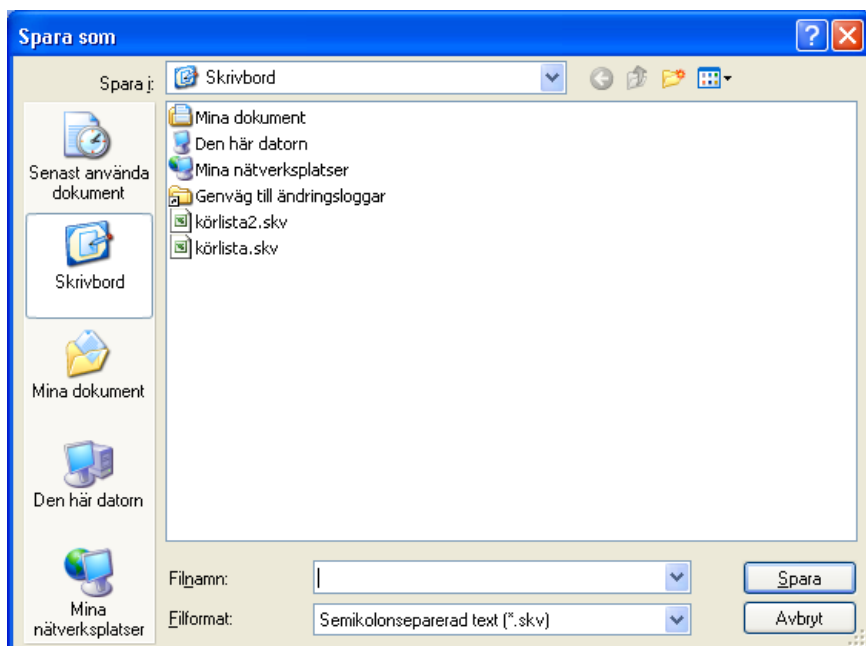 Spara som
Spara i: Skrivbord
Senast använda
dokument
Skrivbord
Mina dokument
Den här datorn
Mina
nätverksplatser
Mina dokument
Den här datorn
Mina nätverksplatser
Genväg till ändringsloggar
körlista2.skv
körlista.skv
Filnamn:
Spara
Filformat: Semikolonseparerad text (*.skv)
Avbryt